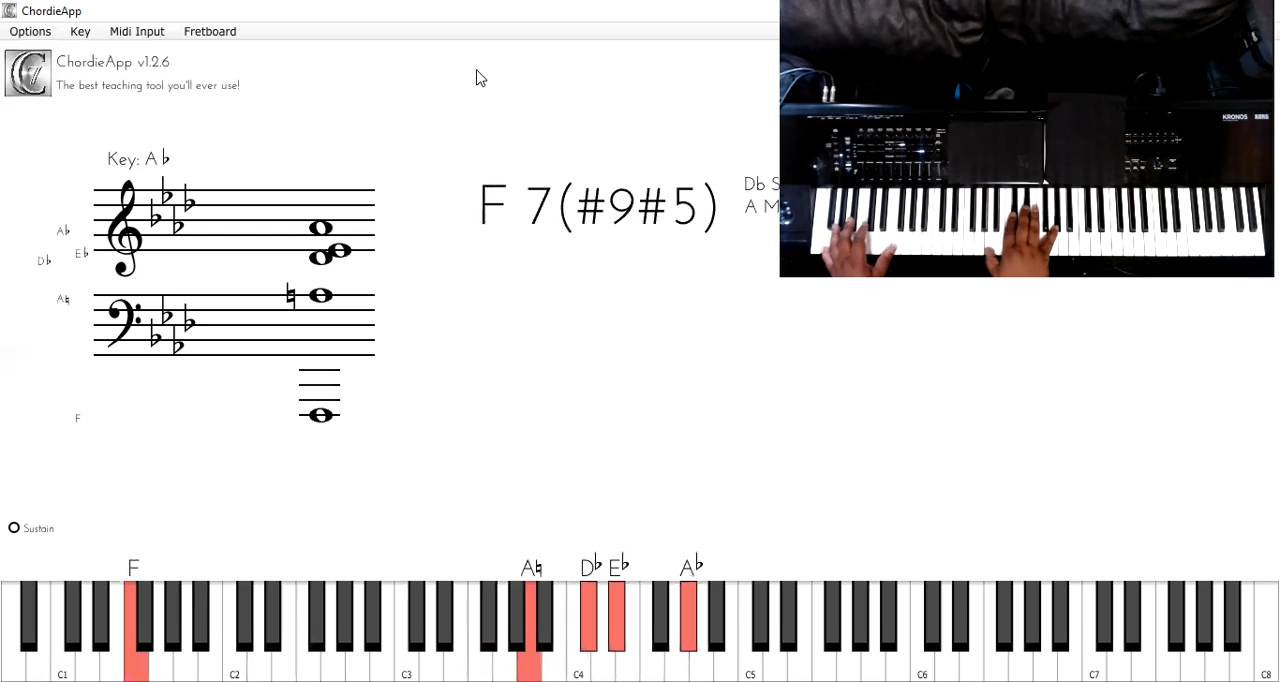 ChordieApp
Options Key Midi Input Fretboard
ChordieApp v1.2.6
The best teaching tool you'll ever use!
KRONOS KORG
Key: A♭
F 7(#9#5)
Db S
A M
A♭
E♭
D♭
A♮
F
Sustain
F A♮ D♭ E♭ A♭
C1 C2 C3 C4 C5 C6 C7 C8